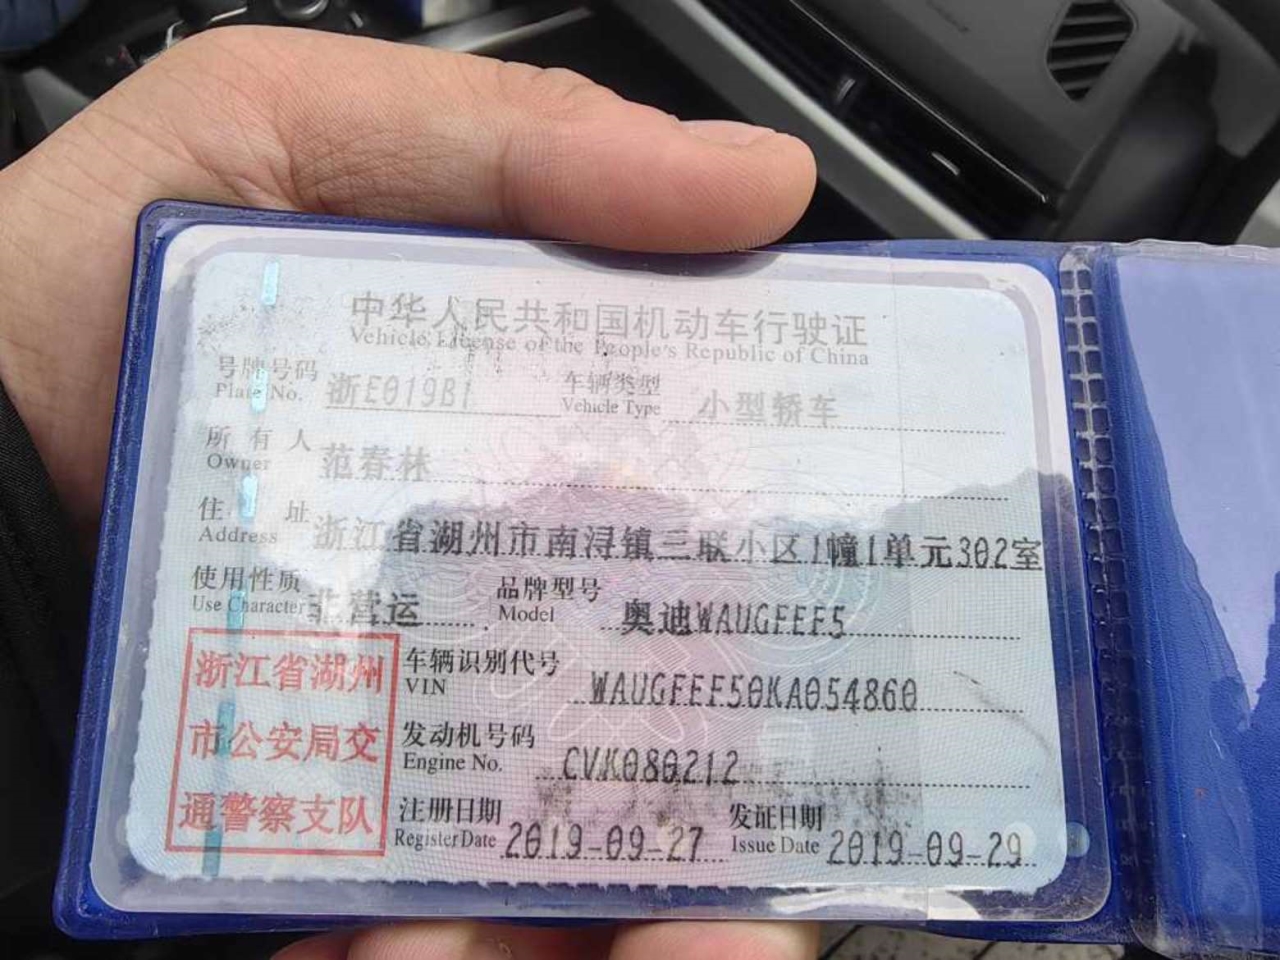 中华人民共和国机动车行驶证
Vehicle License of the People's Republic of China
号牌号码 浙E019B1 车辆类型 小型轿车
Plate No. Vehicle Type
所有人 范春林
Owner
住址 浙江省湖州市南浔镇三联小区1幢1单元302室
Address
使用性质 非营运 品牌型号 奥迪WAUGFEF5
Use Character Model
浙江省湖州
市公安局交
通警察支队
车辆识别代号 WAUGFEF50KA054860
VIN
发动机号码 CVK080212
Engine No.
注册日期 2019-09-27 发证日期 2019-09-29
Register Date Issue Date